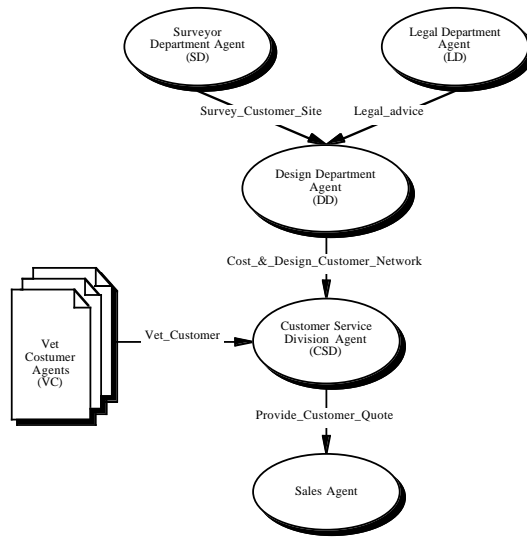 Surveyor
Department Agent
(SD)
Legal Department
Agent
(LD)
Survey_Customer_Site
Legal_advice
Design Department
Agent
(DD)
Cost_&_Design_Customer_Network
Vet
Costumer
Agents
(VC)
Vet_Customer
Customer Service
Division Agent
(CSD)
Provide_Customer_Quote
Sales Agent